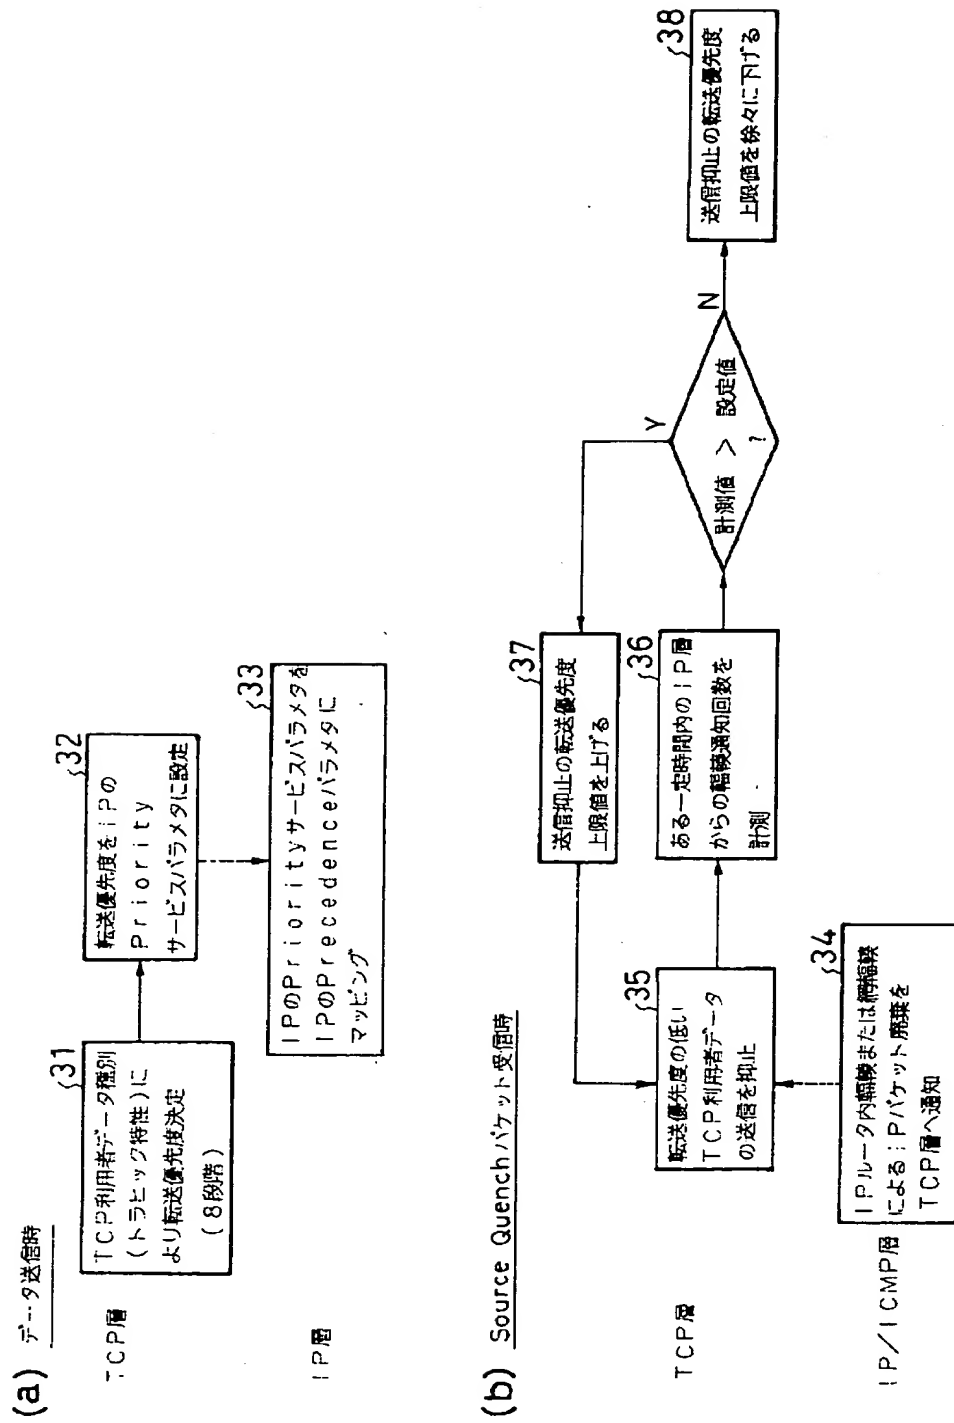 (a) データ送信時
TCP層
31
TCP利用者データ種別
(トラヒック特性)に
より転送優先度決定
(8段階)
32
転送優先度をIPの
Priority
サービスパラメタに設定
IP層
33
IPのPriorityサービスパラメタを
IPのPrecedenceパラメタに
マッピング
(b) Source Quenchパケット受信時
TCP層
35
転送優先度の低い
TCP利用者データ
の送信を抑止
37
送信抑止の転送優先度
上限値を上げる
36
ある一定時間内のIP層
からの輻輳通知回数を
計測
計測値 > 設定値
?
Y
N
38
送信抑止の転送優先度
上限値を徐々に下げる
IP/ICMP層
34
IPルータ内輻輳または網輻輳
によるIPパケット廃棄を
TCP層へ通知